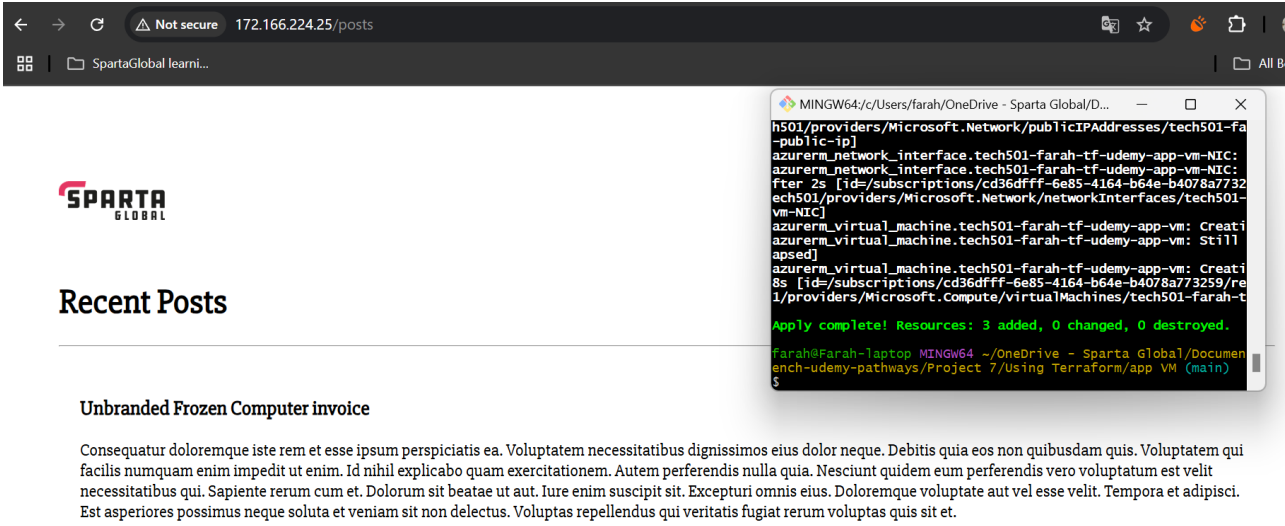 Not secure 172.166.224.25/posts
SpartaGlobal learni...
All B
MINGW64:/c/Users/farah/OneDrive - Sparta Global/D...
h501/providers/Microsoft.Network/publicIPAddresses/tech501-fa
-public-ip]
azurerm_network_interface.tech501-farah-tf-udemy-app-vm-NIC:
azurerm_network_interface.tech501-farah-tf-udemy-app-vm-NIC:
fter 2s [id=/subscriptions/cd36dfff-6e85-4164-b64e-b4078a7732
ech501/providers/Microsoft.Network/networkInterfaces/tech501-
vm-NIC]
azurerm_virtual_machine.tech501-farah-tf-udemy-app-vm: Creati
azurerm_virtual_machine.tech501-farah-tf-udemy-app-vm: Still
apsed]
azurerm_virtual_machine.tech501-farah-tf-udemy-app-vm: Creati
8s [id=/subscriptions/cd36dfff-6e85-4164-b64e-b4078a773259/re
1/providers/Microsoft.Compute/virtualMachines/tech501-farah-t
Apply complete! Resources: 3 added, 0 changed, 0 destroyed.
farah@Farah-laptop MINGW64 ~/OneDrive - Sparta Global/Documen
ench-udemy-pathways/Project 7/Using Terraform/app VM (main)
$
SPARTA
GLOBAL
Recent Posts
Unbranded Frozen Computer invoice
Consequatur doloremque iste rem et esse ipsum perspiciatis ea. Voluptatem necessitatibus dignissimos eius dolor neque. Debitis quia eos non quibusdam quis. Voluptatem qui
facilis numquam enim impedit ut enim. Id nihil explicabo quam exercitationem. Autem perferendis nulla quia. Nesciunt quidem eum perferendis vero voluptatum est velit
necessitatibus qui. Sapiente rerum cum et. Dolorum sit beatae ut aut. Iure enim suscipit sit. Excepturi omnis eius. Doloremque voluptate aut vel esse velit. Tempora et adipisci.
Est asperiores possimus neque soluta et veniam sit non delectus. Voluptas repellendus qui veritatis fugiat rerum voluptas quis sit et.